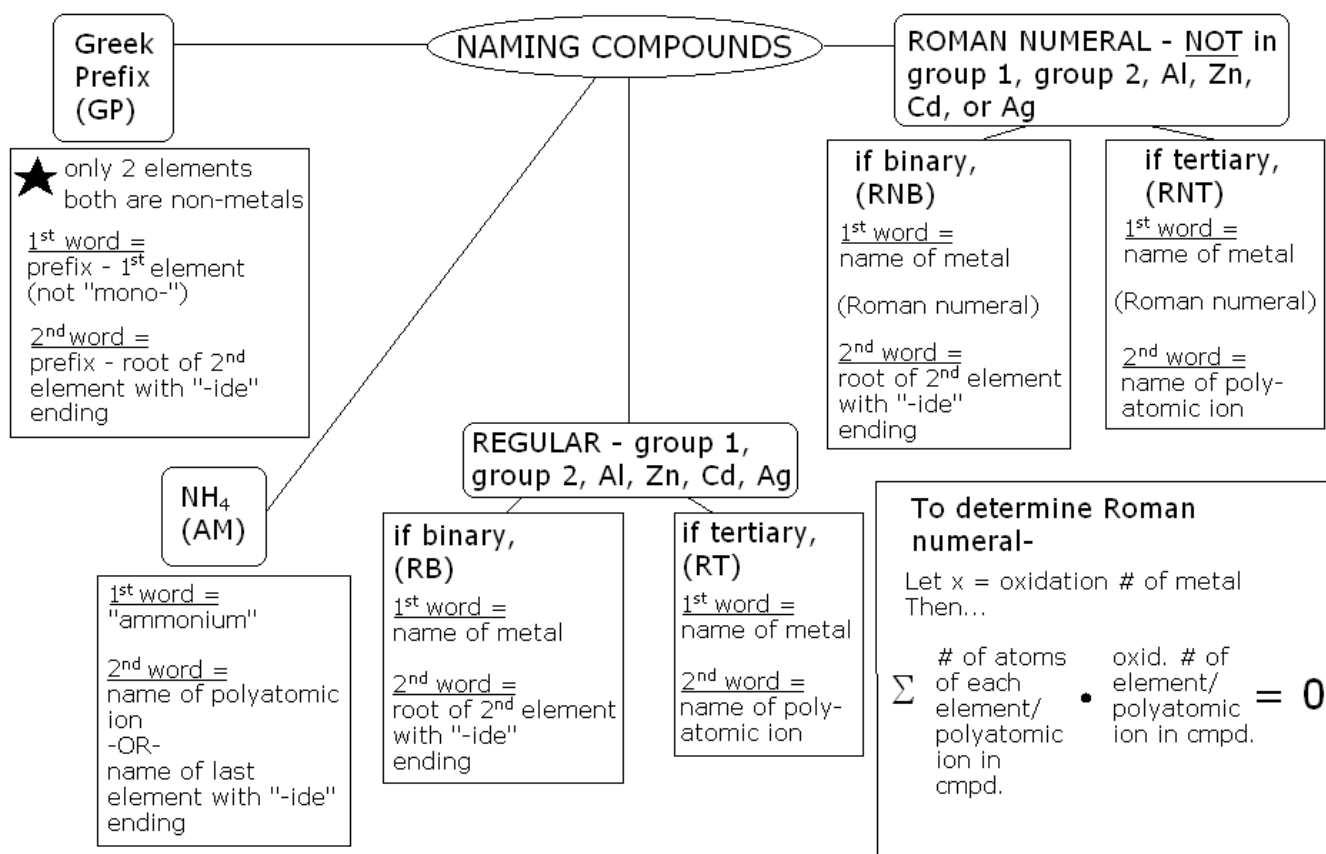 NAMING COMPOUNDS
Greek
Prefix
(GP)
only 2 elements
both are non-metals
1st word =
prefix - 1st element
(not "mono-")
2nd word =
prefix - root of 2nd
element with "-ide"
ending
NH₄
(AM)
1st word =
"ammonium"
2nd word =
name of polyatomic
ion
-OR-
name of last
element with "-ide"
ending
REGULAR - group 1,
group 2, Al, Zn, Cd, Ag
if binary,
(RB)
1st word =
name of metal
2nd word =
root of 2nd element
with "-ide"
ending
if tertiary,
(RT)
1st word =
name of metal
2nd word =
name of poly-
atomic ion
ROMAN NUMERAL - NOT in
group 1, group 2, Al, Zn,
Cd, or Ag
if binary,
(RNB)
1st word =
name of metal
(Roman numeral)
2nd word =
root of 2nd element
with "-ide"
ending
if tertiary,
(RNT)
1st word =
name of metal
(Roman numeral)
2nd word =
name of poly-
atomic ion
To determine Roman
numeral-
Let x = oxidation # of metal
Then...
Σ
# of atoms
of each
element/
polyatomic
ion in
cmpd.
•
oxid. # of
element/
polyatomic
ion in cmpd.
= 0